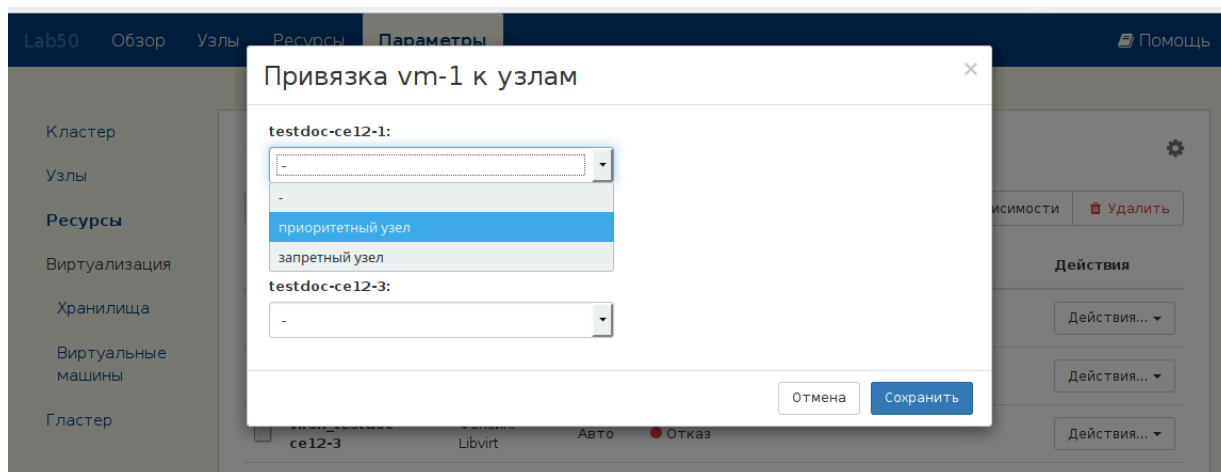 Lab50 Обзор Узлы Ресурсы Параметры Помощь
Привязка vm-1 к узлам ×
Кластер
Узлы
Ресурсы
Виртуализация
Хранилища
Виртуальные
машины
Гластер
testdoc-ce12-1:
-
-
приоритетный узел
запретный узел
testdoc-ce12-3:
-
Отмена Сохранить
Удалить
Действия
Действия...
Действия...
ce12-3 Libvirt Авто Отказ Действия...